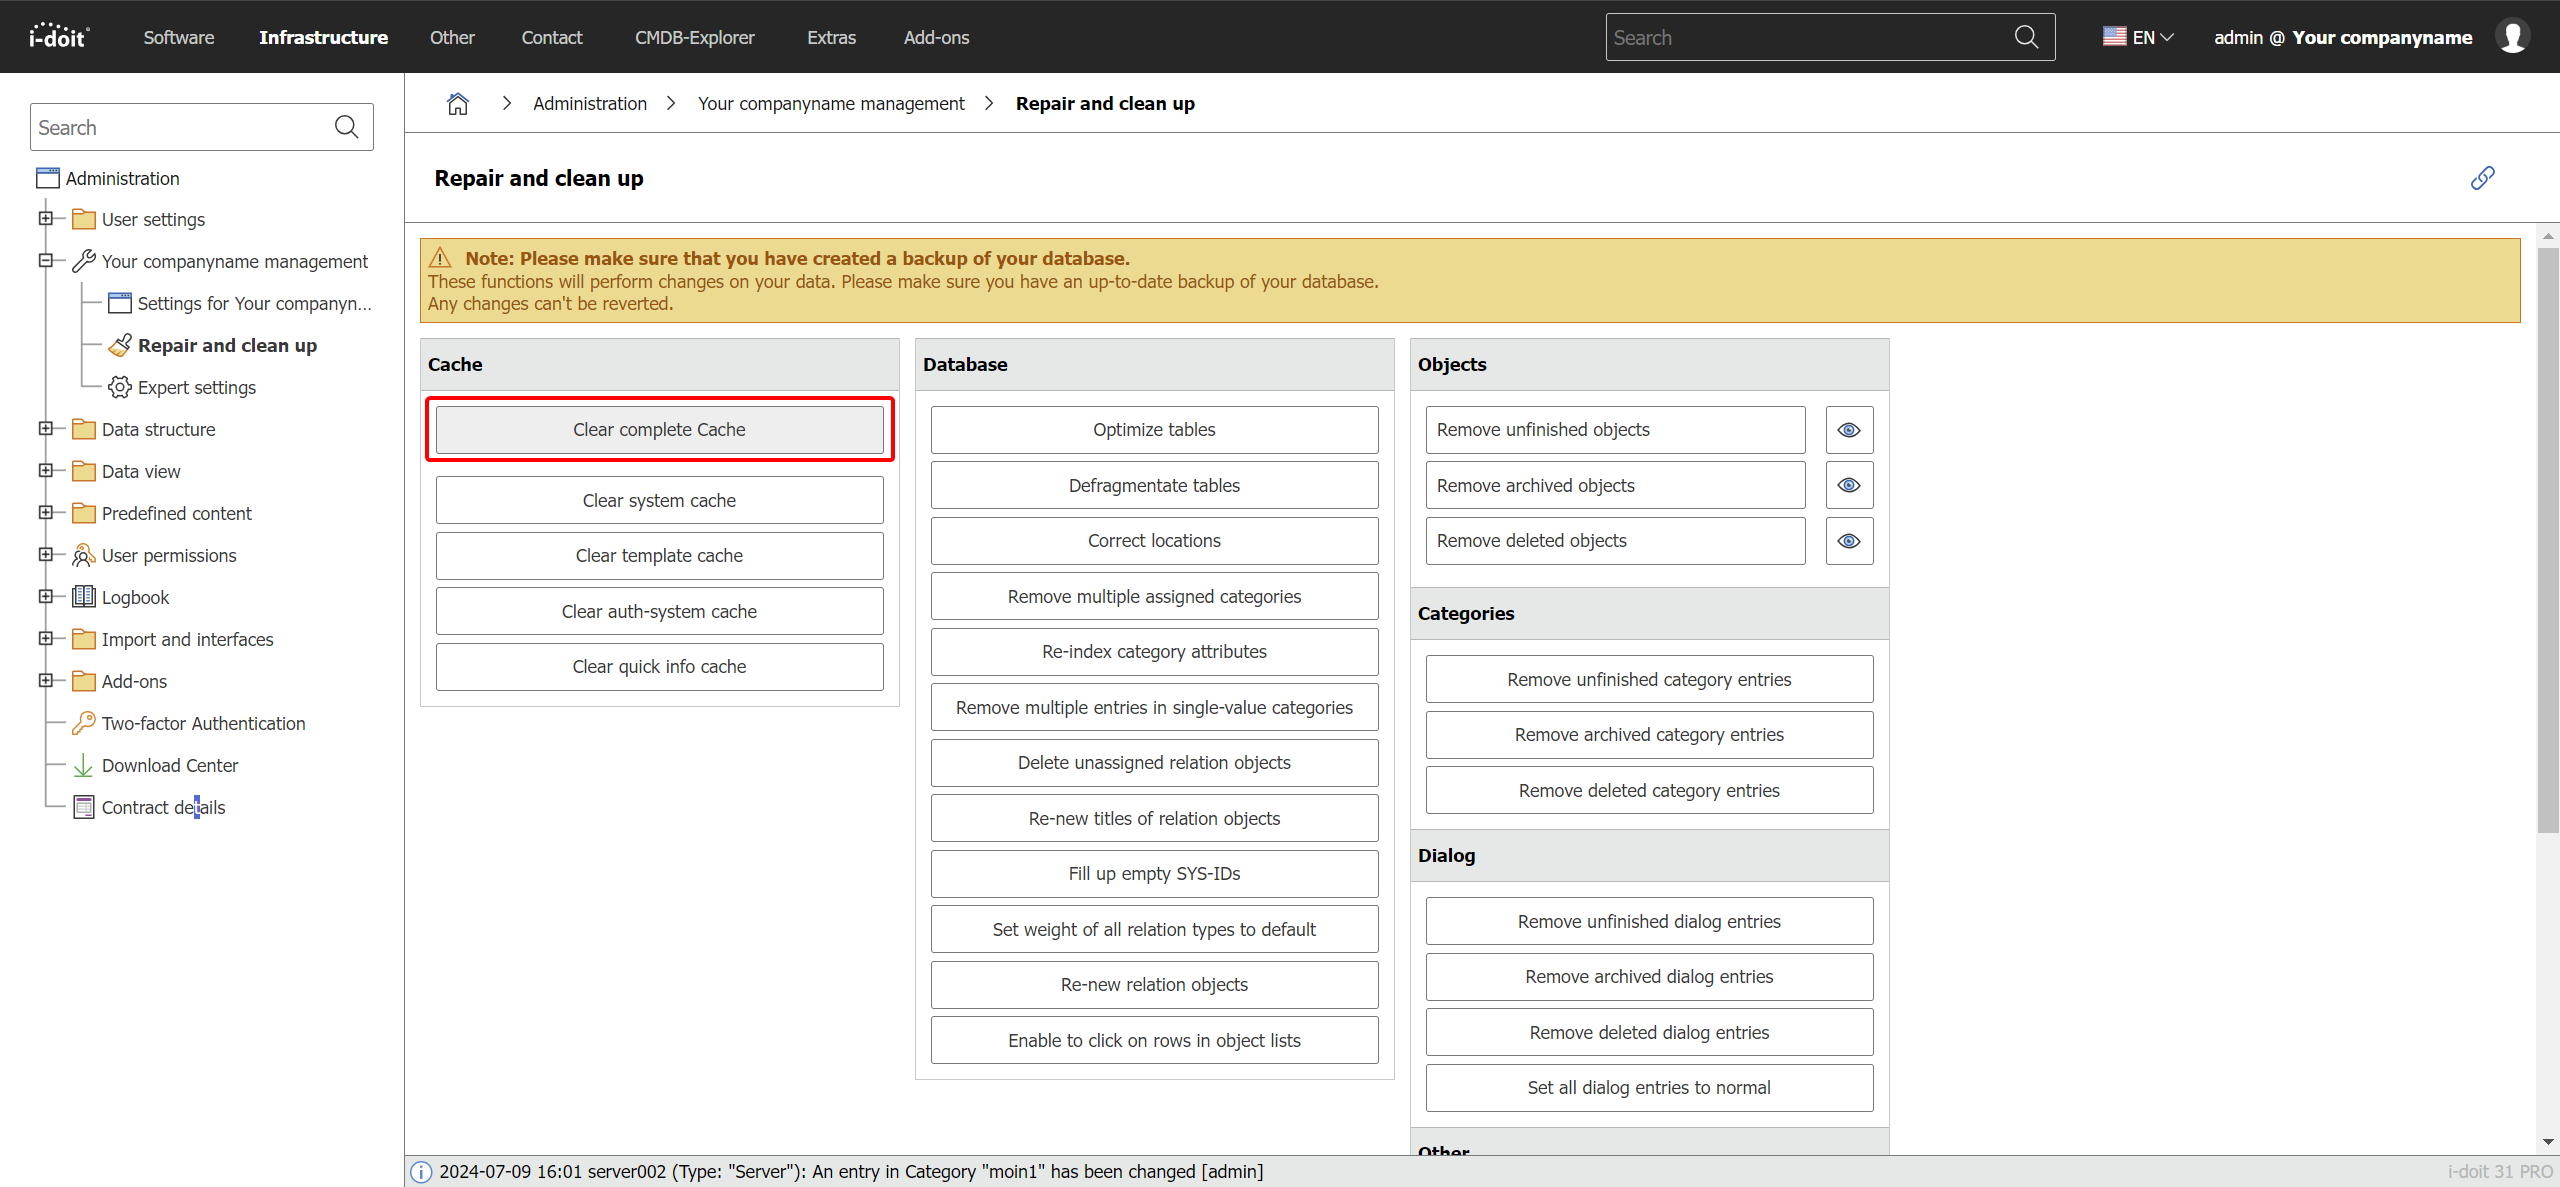 i-doit
Software
Infrastructure
Other
Contact
CMDB-Explorer
Extras
Add-ons
Search
EN
admin @ Your companyname
Search
Administration
User settings
Your companyname management
Settings for Your companyn...
Repair and clean up
Expert settings
Data structure
Data view
Predefined content
User permissions
Logbook
Import and interfaces
Add-ons
Two-factor Authentication
Download Center
Contract details
Administration
Your companyname management
Repair and clean up
Repair and clean up
Note: Please make sure that you have created a backup of your database.
These functions will perform changes on your data. Please make sure you have an up-to-date backup of your database.
Any changes can't be reverted.
Cache
Clear complete Cache
Clear system cache
Clear template cache
Clear auth-system cache
Clear quick info cache
Database
Optimize tables
Defragmentate tables
Correct locations
Remove multiple assigned categories
Re-index category attributes
Remove multiple entries in single-value categories
Delete unassigned relation objects
Re-new titles of relation objects
Fill up empty SYS-IDs
Set weight of all relation types to default
Re-new relation objects
Enable to click on rows in object lists
Objects
Remove unfinished objects
Remove archived objects
Remove deleted objects
Categories
Remove unfinished category entries
Remove archived category entries
Remove deleted category entries
Dialog
Remove unfinished dialog entries
Remove archived dialog entries
Remove deleted dialog entries
Set all dialog entries to normal
Other
2024-07-09 16:01 server002 (Type: "Server"): An entry in Category "moin1" has been changed [admin]
i-doit 31 PRO